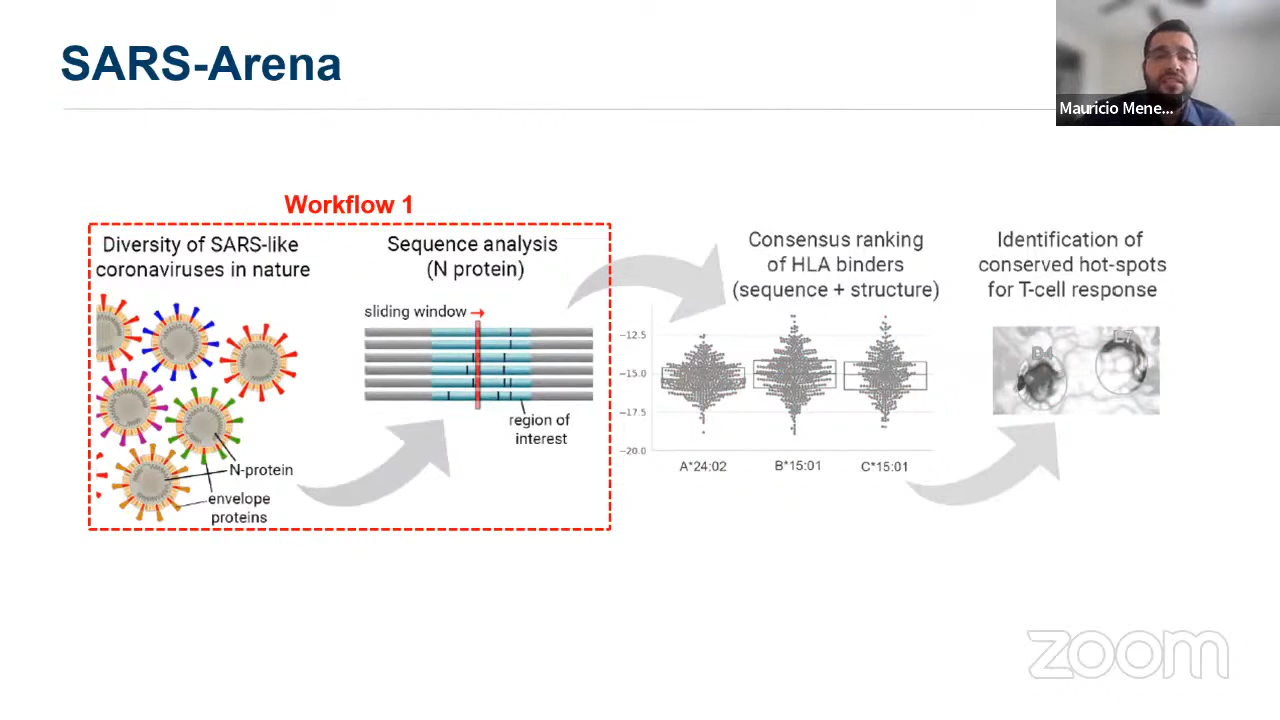 SARS-Arena
Mauricio Mene...
Workflow 1
Diversity of SARS-like
coronaviruses in nature
N-protein
envelope
proteins
Sequence analysis
(N protein)
sliding window
region of
interest
Consensus ranking
of HLA binders
(sequence + structure)
−12.5
−15.0
−17.5
−20.0
A*24:02
B*15:01
C*15:01
Identification of
conserved hot-spots
for T-cell response
D4
E7
zoom